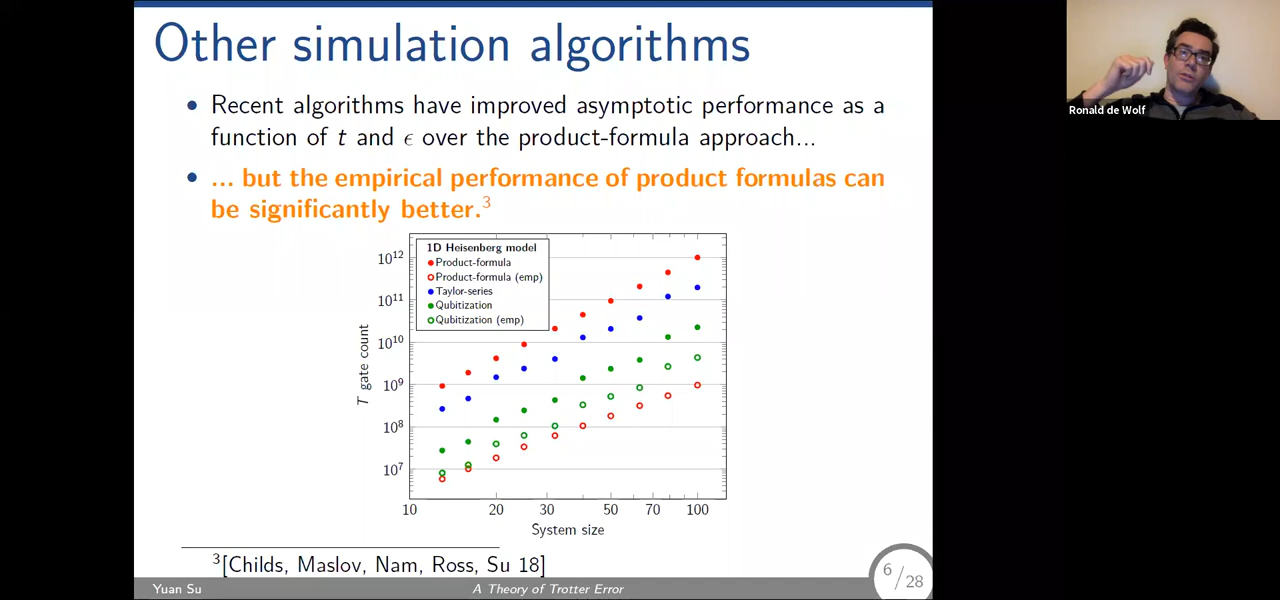 Other simulation algorithms
Ronald de Wolf
• Recent algorithms have improved asymptotic performance as a
function of t and ϵ over the product-formula approach...
• ... but the empirical performance of product formulas can
be significantly better.³
1D Heisenberg model
Product-formula
Product-formula (emp)
Taylor-series
Qubitization
Qubitization (emp)
10¹²
10¹¹
10¹⁰
10⁹
10⁸
10⁷
T gate count
10 20 30 50 70 100
System size
³[Childs, Maslov, Nam, Ross, Su 18]
Yuan Su
A Theory of Trotter Error
6/28